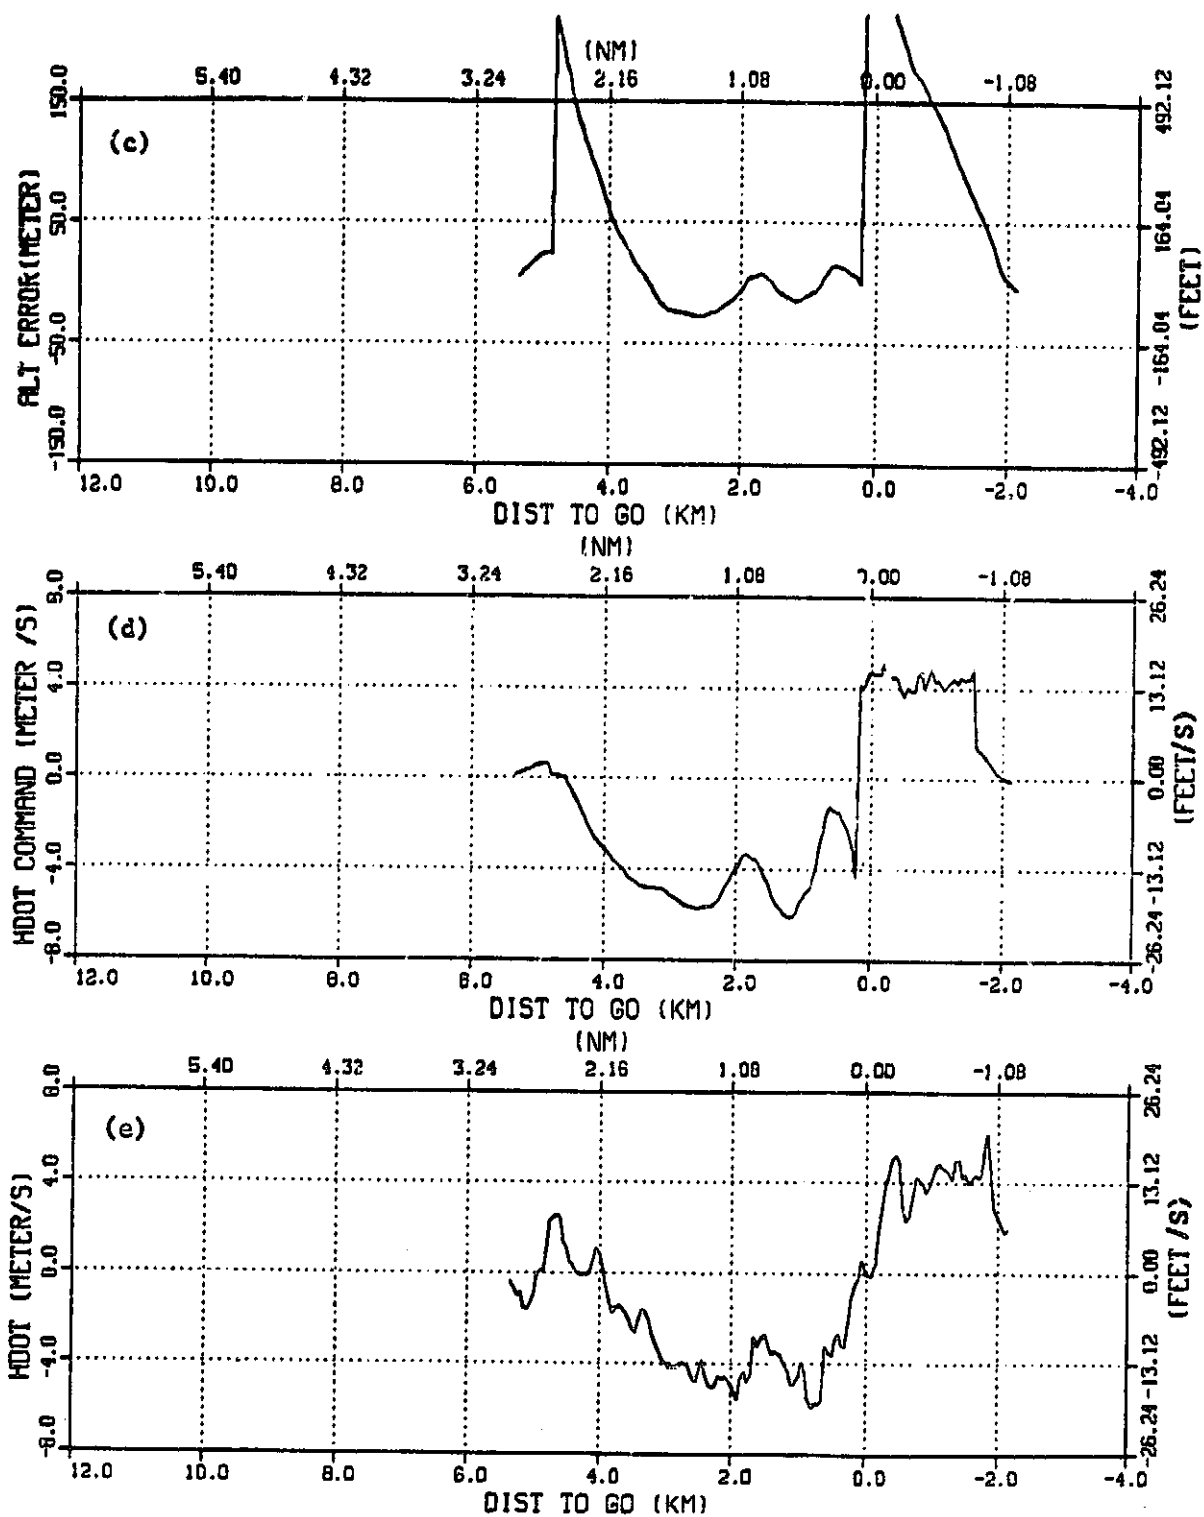 (NM)
5.40 4.32 3.24 2.16 1.08 0.00 -1.08
(c)
ALT ERROR(METER)
150.0 50.0 -50.0 -150.0
492.12 164.04 -164.04 -492.12
(FEET)
12.0 10.0 8.0 6.0 4.0 2.0 0.0 -2.0 -4.0
DIST TO GO (KM)
(NM)
5.40 4.32 3.24 2.16 1.08 0.00 -1.08
(d)
HDOT COMMAND (METER /S)
8.0 4.0 0.0 -4.0 -8.0
26.24 13.12 0.00 -13.12 -26.24
(FEET/S)
12.0 10.0 8.0 6.0 4.0 2.0 0.0 -2.0 -4.0
DIST TO GO (KM)
(NM)
5.40 4.32 3.24 2.16 1.08 0.00 -1.08
(e)
HDOT (METER/S)
8.0 4.0 0.0 -4.0 -8.0
26.24 13.12 0.00 -13.12 -26.24
(FEET /S)
12.0 10.0 8.0 6.0 4.0 2.0 0.0 -2.0 -4.0
DIST TO GO (KM)